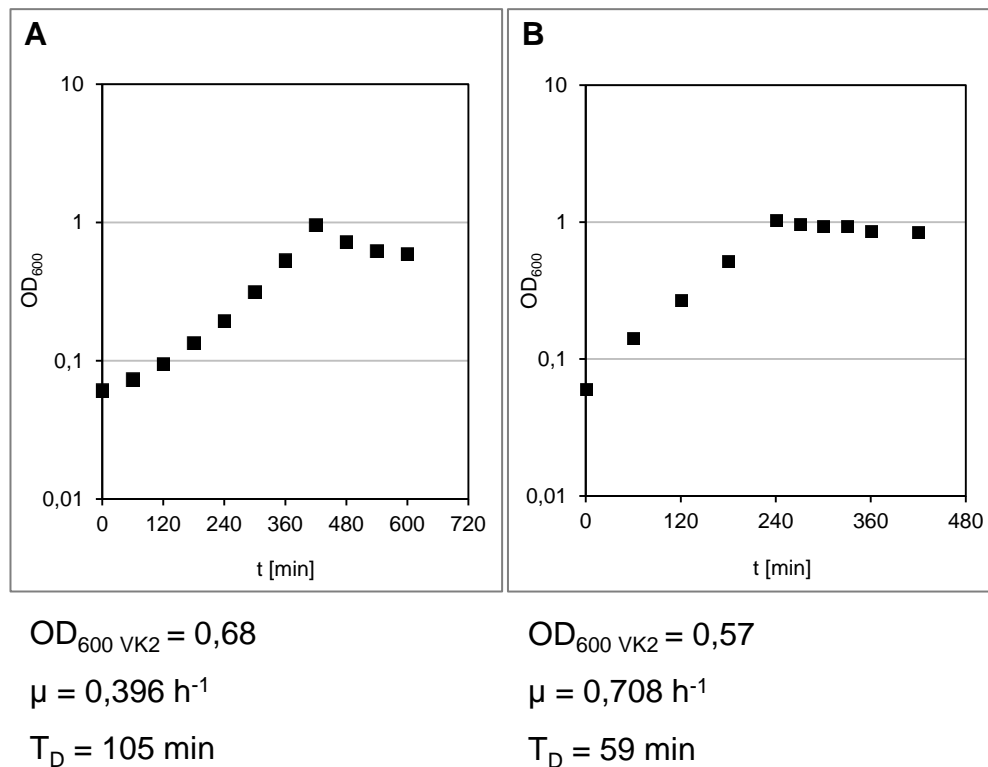 A
10
1
0,1
0,01
OD600
0 120 240 360 480 600 720
t [min]
B
10
1
0,1
0,01
OD600
0 120 240 360 480
t [min]
OD600 VK2 = 0,68
µ = 0,396 h-1
TD = 105 min
OD600 VK2 = 0,57
µ = 0,708 h-1
TD = 59 min